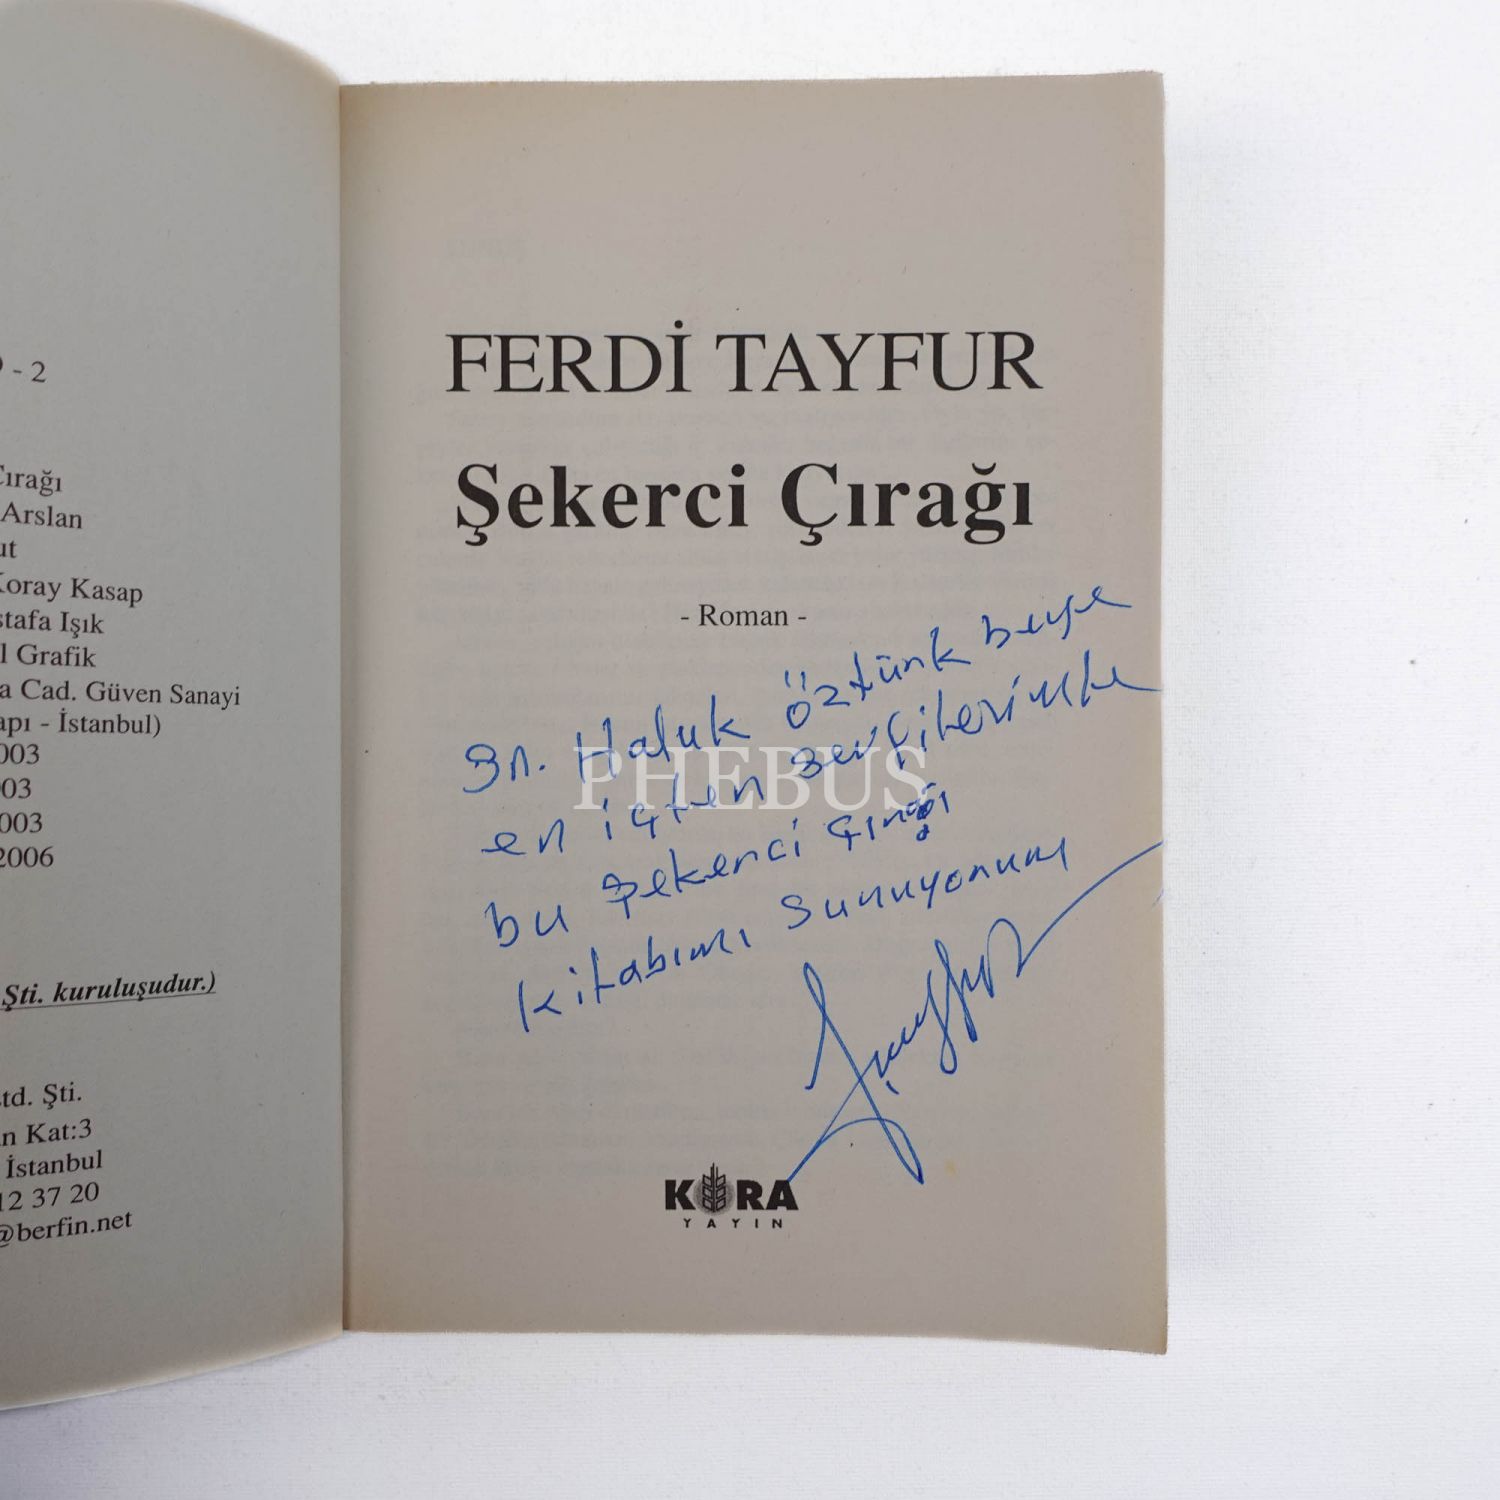 - 2
Çırağı
Arslan
ut
Koray Kasap
stafa Işık
l Grafik
a Cad. Güven Sanayi
apı - İstanbul)
003
03
003
2006
Şti. kuruluşudur.)
td. Şti.
n Kat:3
İstanbul
12 37 20
@berfin.net
FERDİ TAYFUR
Şekerci Çırağı
- Roman -
Sn. Haluk Öztürk beye
en içten sevgilerimle
bu şekerci çırağı
kitabımı sunuyorum
PHEBUS
KORA
YAYIN